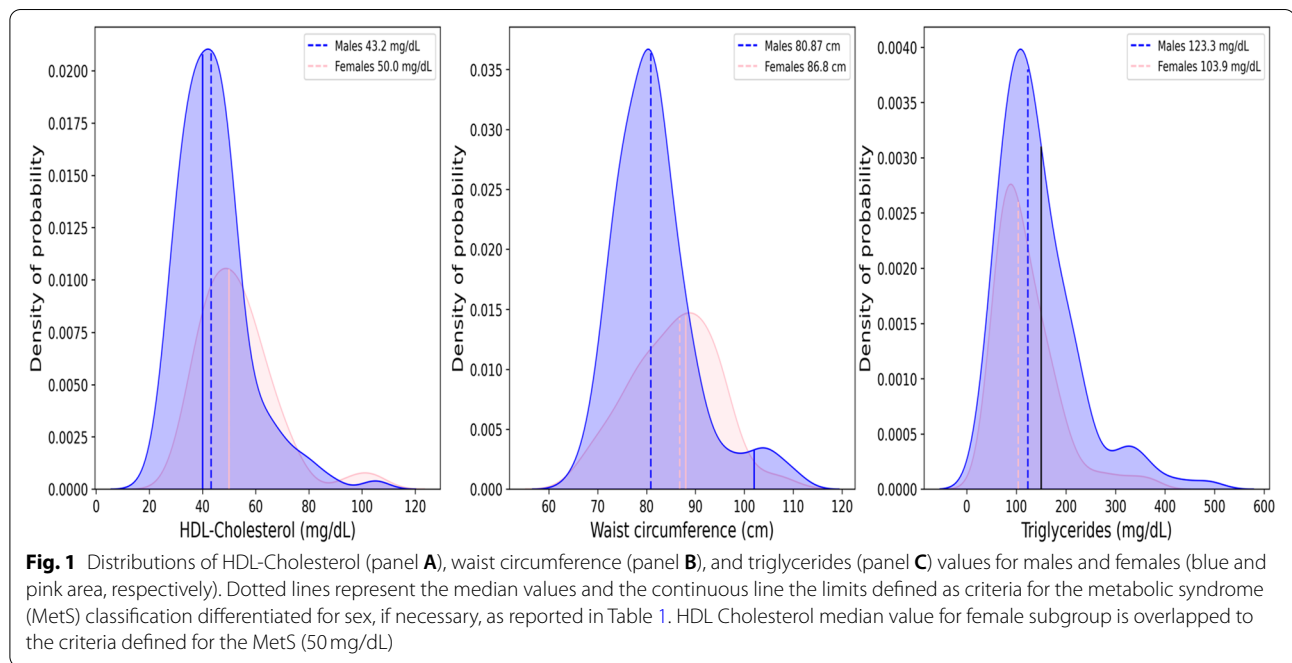 Males 43.2 mg/dL
Females 50.0 mg/dL
0.0200
0.0175
0.0150
0.0125
0.0100
0.0075
0.0050
0.0025
0.0000
Density of probability
0 20 40 60 80 100 120
HDL-Cholesterol (mg/dL)
Males 80.87 cm
Females 86.8 cm
0.035
0.030
0.025
0.020
0.015
0.010
0.005
0.000
Density of probability
60 70 80 90 100 110 120
Waist circumference (cm)
Males 123.3 mg/dL
Females 103.9 mg/dL
0.0040
0.0035
0.0030
0.0025
0.0020
0.0015
0.0010
0.0005
0.0000
Density of probability
0 100 200 300 400 500 600
Triglycerides (mg/dL)
Fig. 1 Distributions of HDL-Cholesterol (panel A), waist circumference (panel B), and triglycerides (panel C) values for males and females (blue and
pink area, respectively). Dotted lines represent the median values and the continuous line the limits defined as criteria for the metabolic syndrome
(MetS) classification differentiated for sex, if necessary, as reported in Table 1. HDL Cholesterol median value for female subgroup is overlapped to
the criteria defined for the MetS (50 mg/dL)